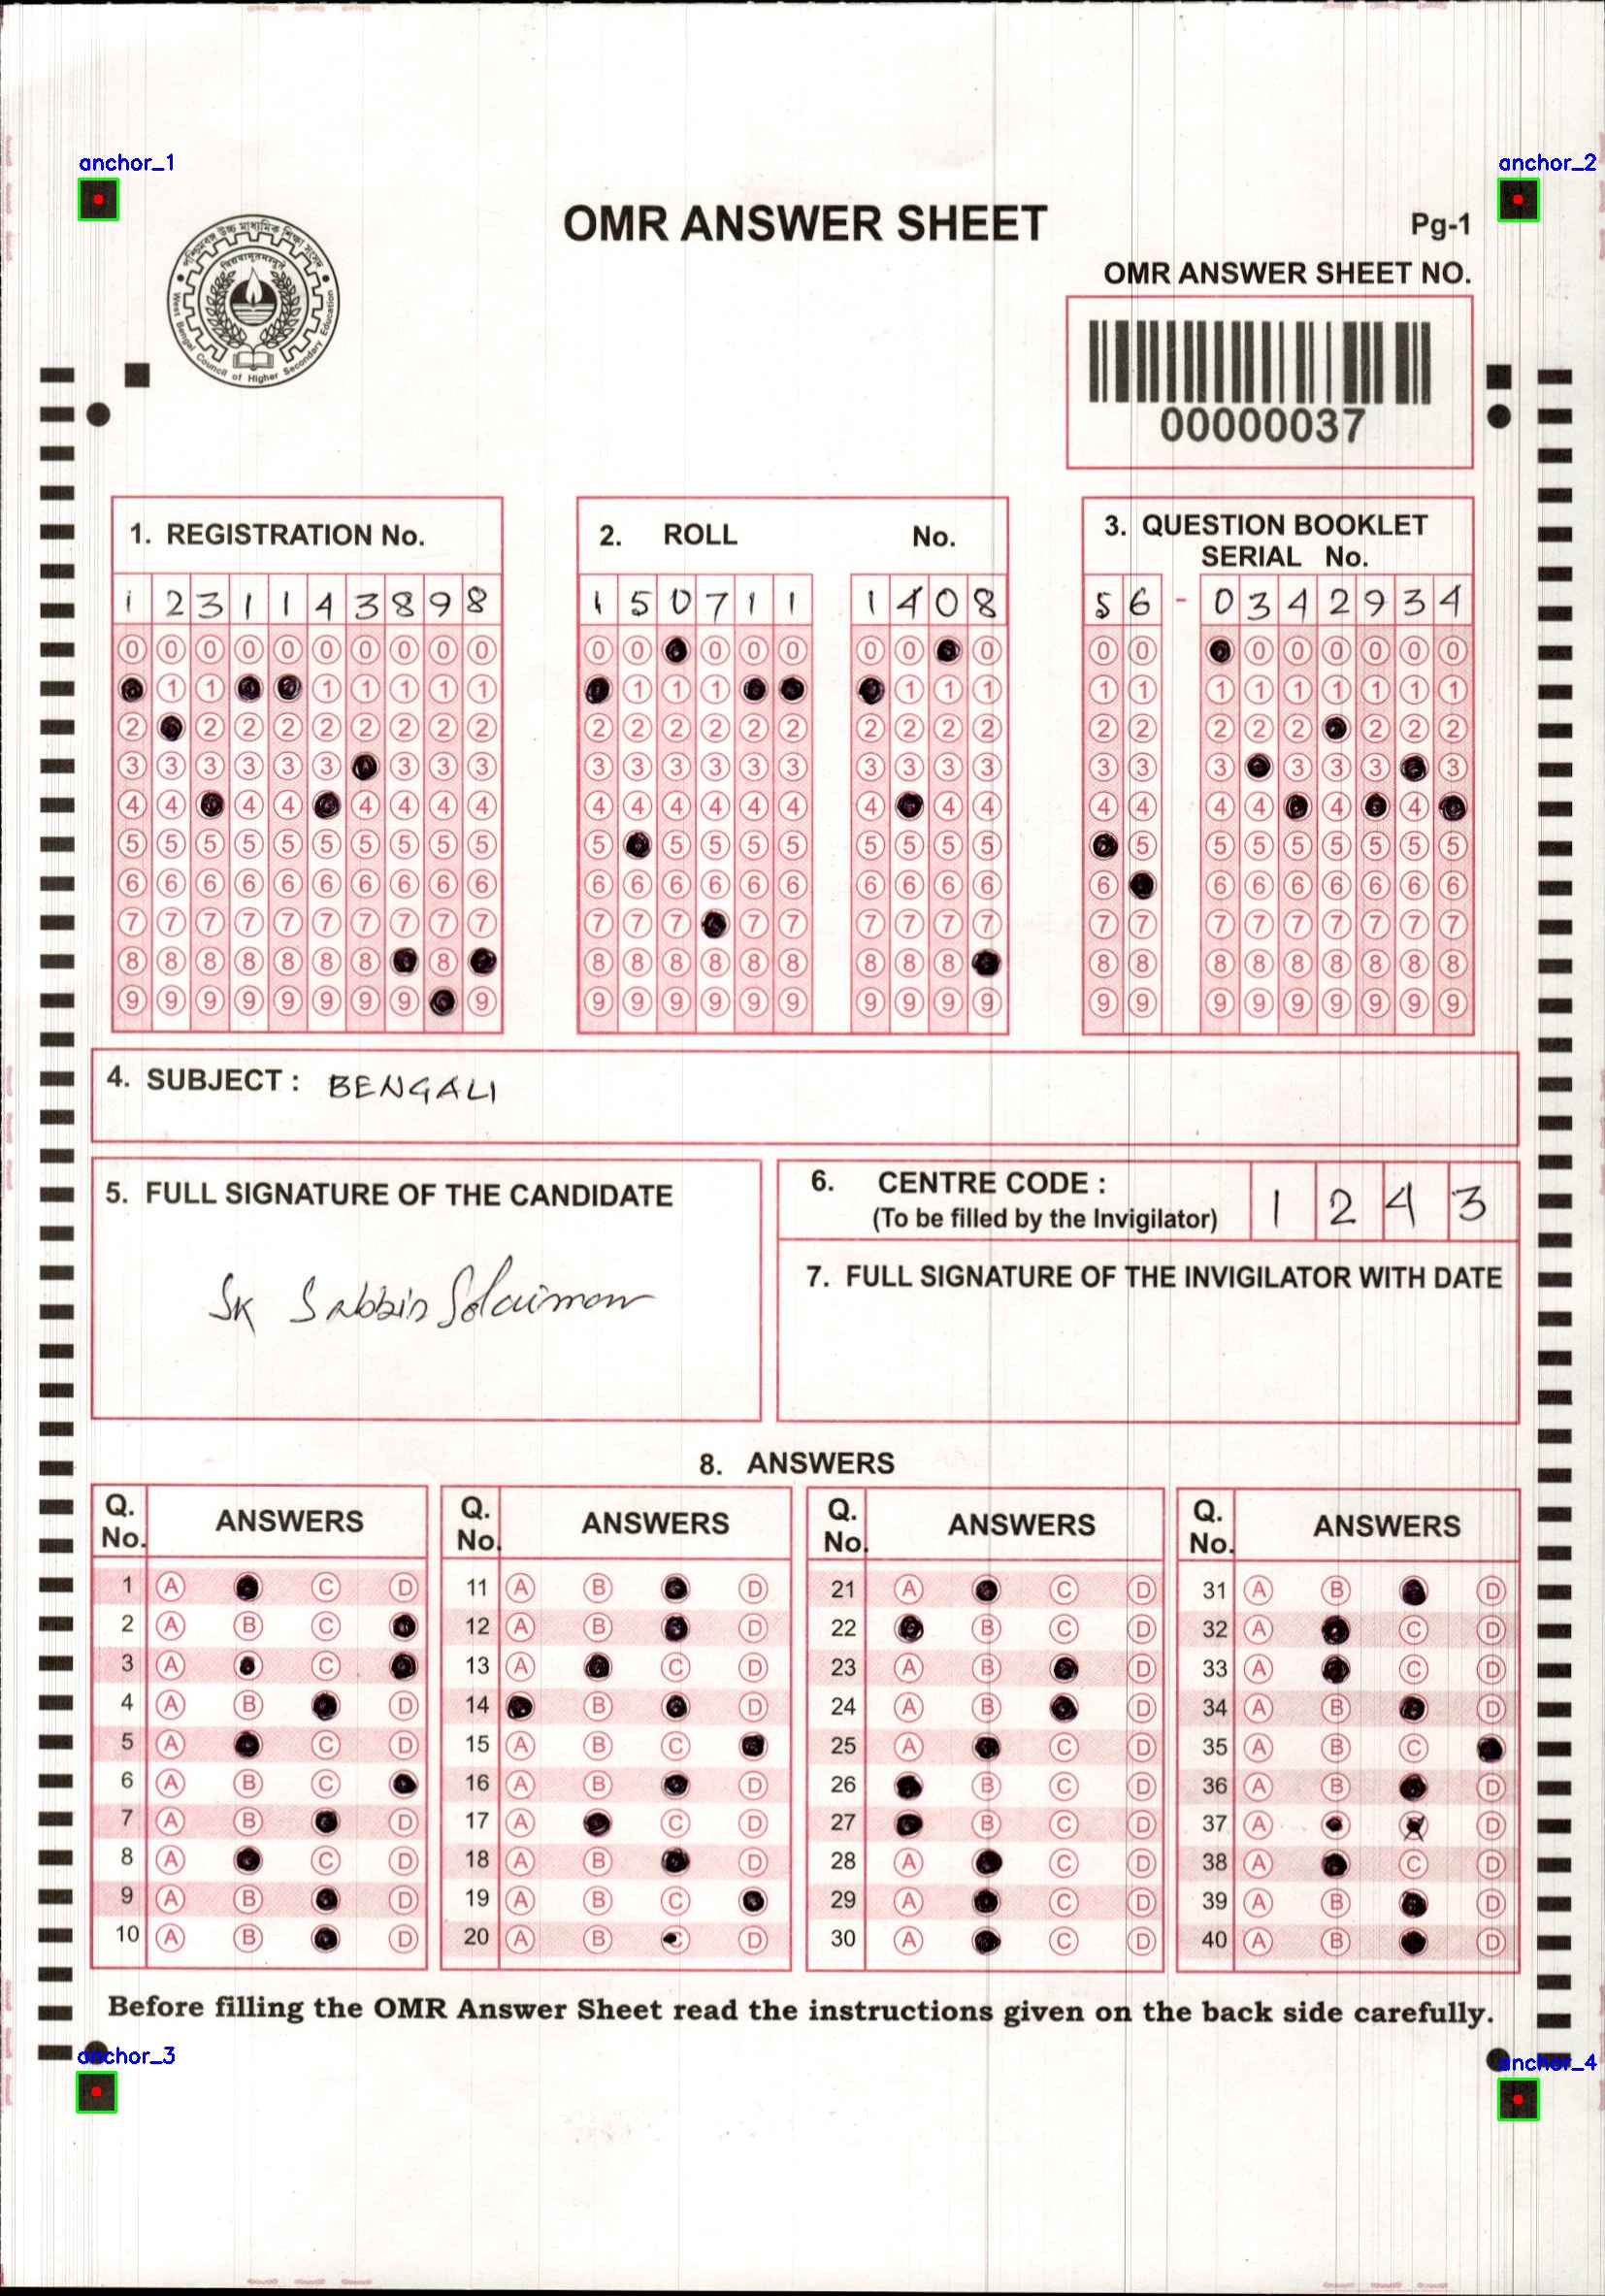 anchor_1
anchor_2
পশ্চিমবঙ্গ উচ্চ মাধ্যমিক শিক্ষা সংসদ
West Bengal Council of Higher Secondary Education
OMR ANSWER SHEET
Pg-1
OMR ANSWER SHEET NO.
00000037
1. REGISTRATION No.
2. ROLL No.
3. QUESTION BOOKLET SERIAL No.
1 2 3 1 1 4 3 8 9 8
1 5 0 7 1 1 1 4 0 8
5 6 - 0 3 4 2 9 3 4
4. SUBJECT : BENGALI
5. FULL SIGNATURE OF THE CANDIDATE
Sk Sabbir Solaiman
6. CENTRE CODE : 1 2 4 3
(To be filled by the Invigilator)
7. FULL SIGNATURE OF THE INVIGILATOR WITH DATE
8. ANSWERS
Q. No. ANSWERS Q. No. ANSWERS Q. No. ANSWERS Q. No. ANSWERS
1 A C D 11 A B D 21 A C D 31 A B D
2 A B C 12 A B D 22 B C D 32 A C D
3 A C 13 A C D 23 A B D 33 A C D
4 A B D 14 B D 24 A B D 34 A B D
5 A C D 15 A B C 25 A C D 35 A B C
6 A B C 16 A B D 26 B C D 36 A B D
7 A B D 17 A C D 27 B C D 37 A D
8 A C D 18 A B D 28 A C D 38 A C D
9 A B D 19 A B C 29 A C D 39 A B D
10 A B D 20 A B C D 30 A C D 40 A B D
Before filling the OMR Answer Sheet read the instructions given on the back side carefully.
anchor_3
anchor_4